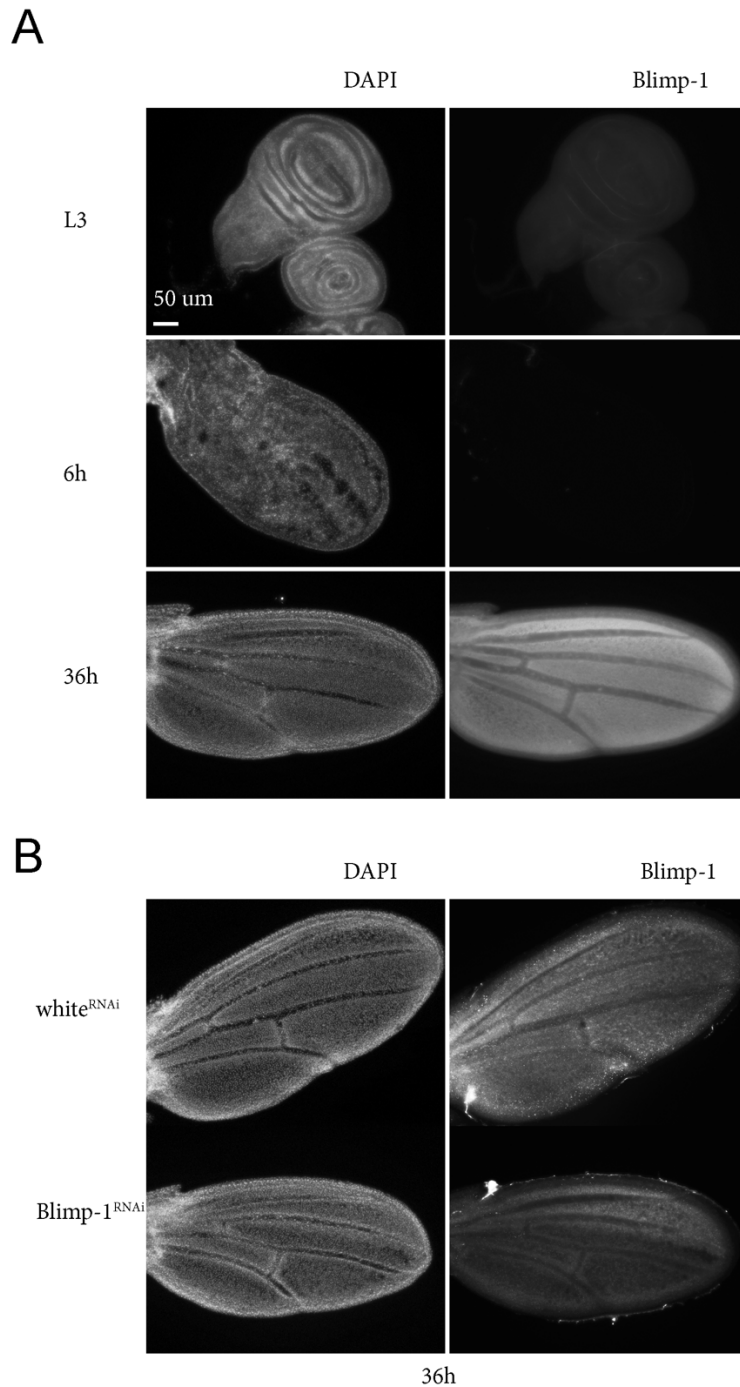 A
DAPI Blimp-1
L3
50 um
6h
36h
B
DAPI Blimp-1
white^RNAi
Blimp-1^RNAi
36h